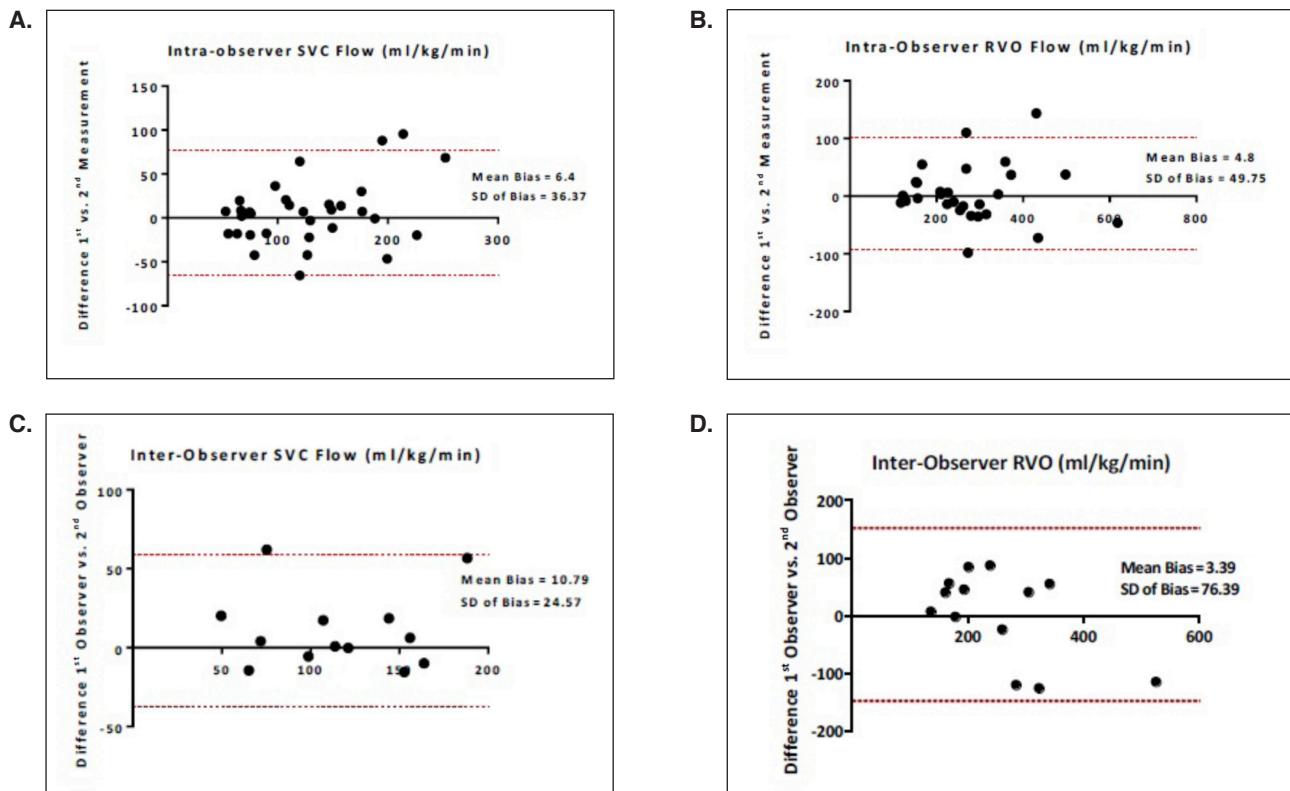 A.
Intra-observer SVC Flow (ml/kg/min)
Difference 1st vs. 2nd Measurement
150
100
50
0
-50
-100
100
200
300
Mean Bias = 6.4
SD of Bias = 36.37
B.
Intra-Observer RVO Flow (ml/kg/min)
Difference 1st vs. 2nd Measurement
200
100
0
-100
-200
200
400
600
800
Mean Bias = 4.8
SD of Bias = 49.75
C.
Inter-Observer SVC Flow (ml/kg/min)
Difference 1st Observer vs. 2nd Observer
100
50
0
-50
50
100
150
200
Mean Bias = 10.79
SD of Bias = 24.57
D.
Inter-Observer RVO (ml/kg/min)
Difference 1st Observer vs. 2nd Observer
200
100
0
-100
-200
200
400
600
Mean Bias = 3.39
SD of Bias = 76.39